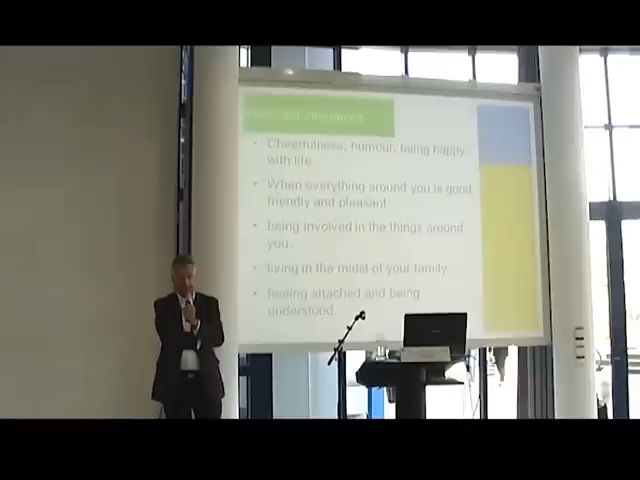 • Cheerfulness, humour, being happy
with life
• When everything around you is good,
friendly and pleasant
• being involved in the things around
you.
• living in the midst of your family.
• feeling attached and being
understood.